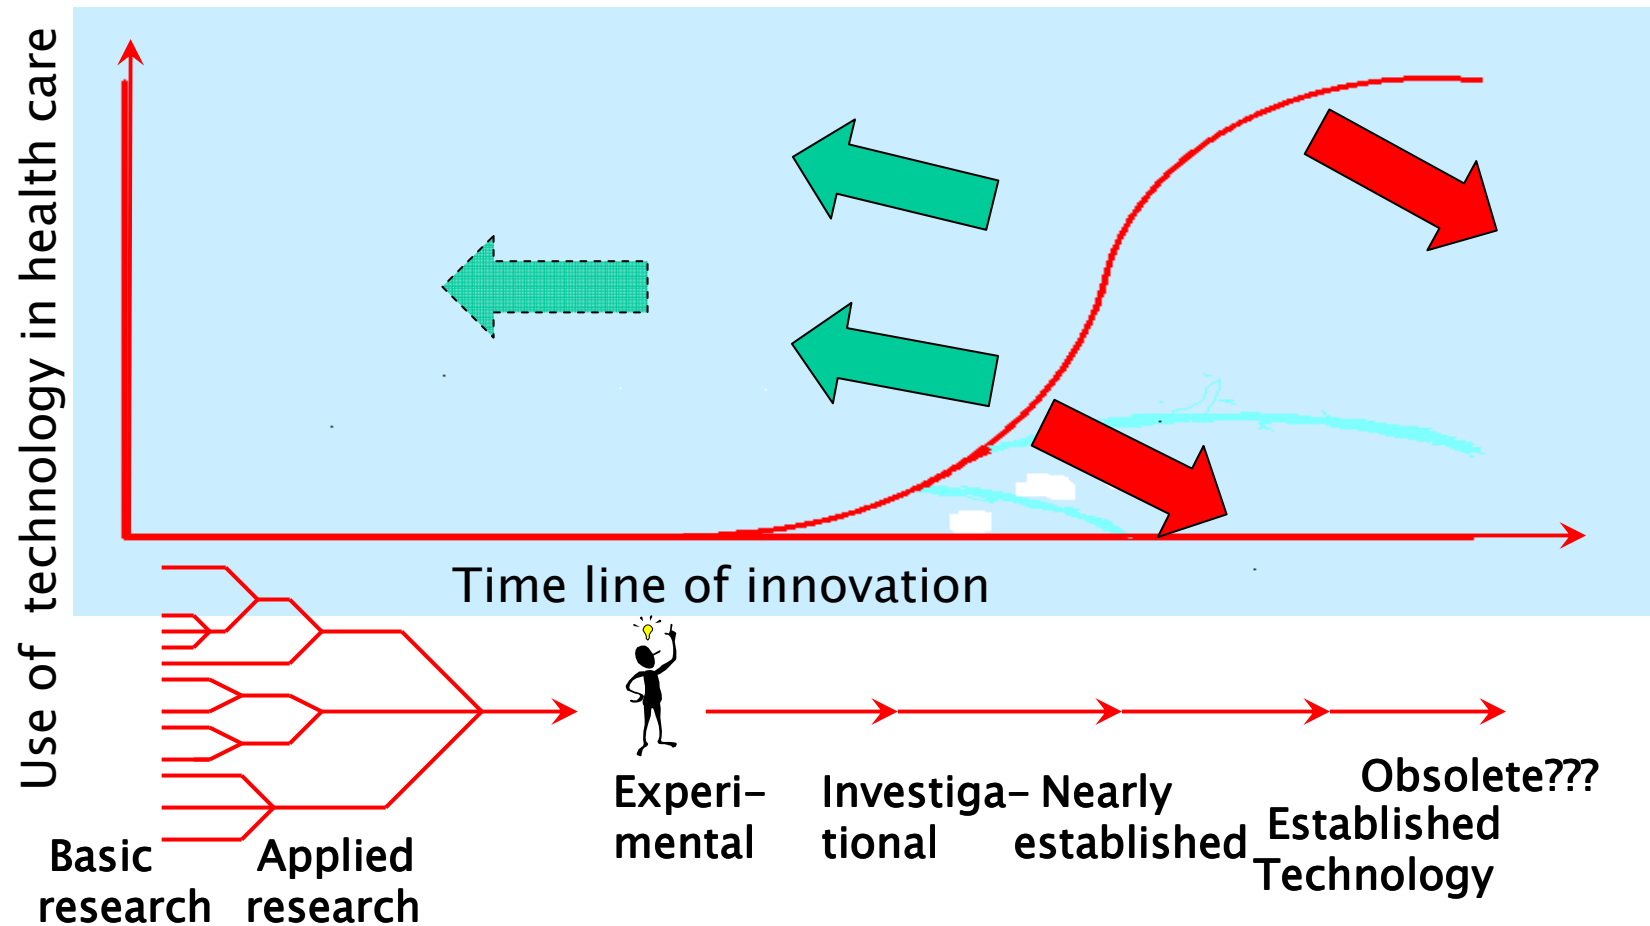 Use of technology in health care
Time line of innovation
Basic
research
Applied
research
Experi-
mental
Investiga-
tional
Nearly
established
Obsolete???
Established
Technology